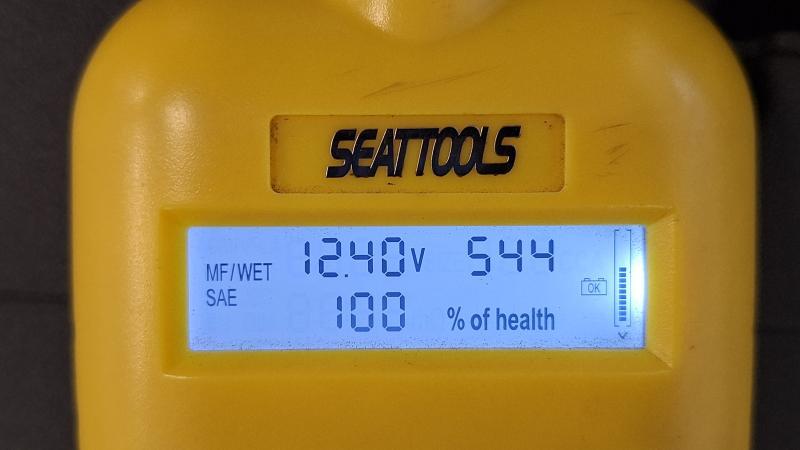 SEATTOOLS
MF/WET 12.40V 544
SAE 100 % of health
OK